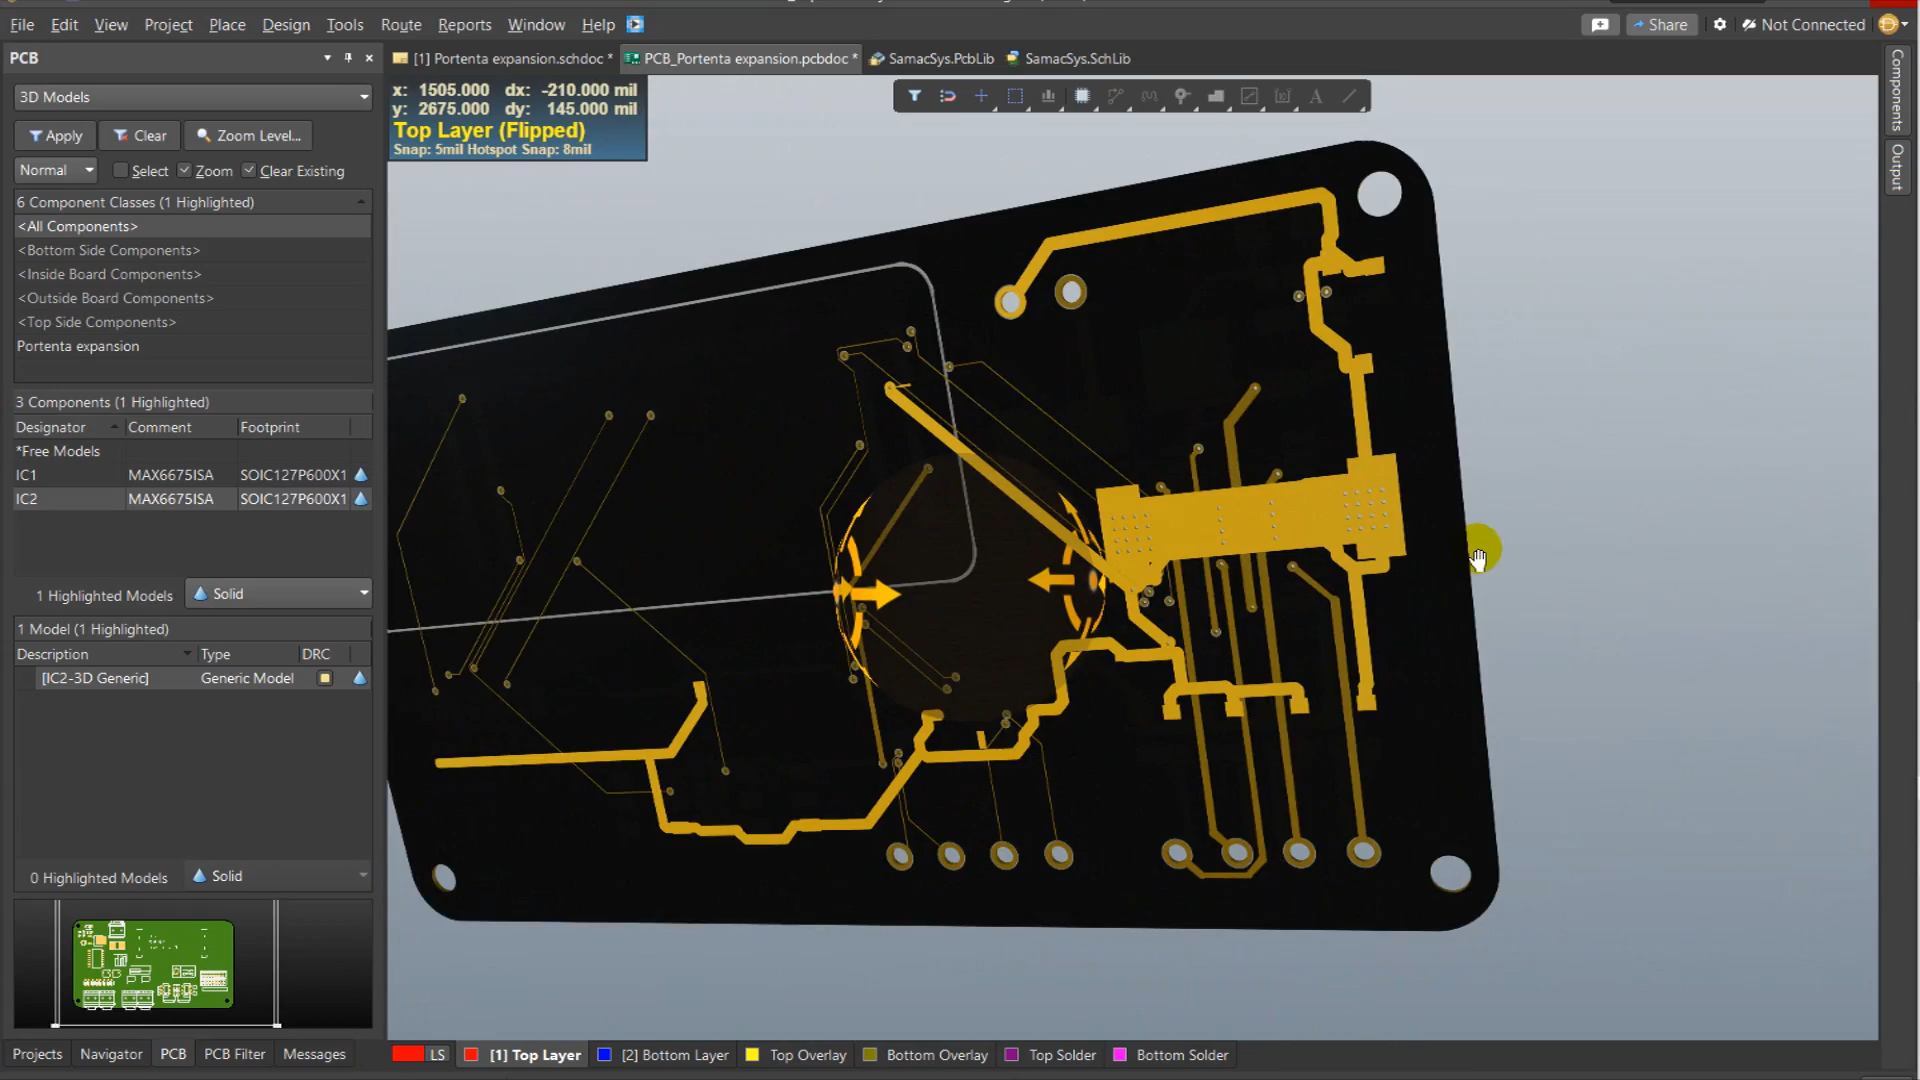 File Edit View Project Place Design Tools Route Reports Window Help
Share
Not Connected
PCB
[1] Portenta expansion.schdoc *
PCB_Portenta expansion.pcbdoc *
SamacSys.PcbLib
SamacSys.SchLib
Components
Output
3D Models
Apply
Clear
Zoom Level...
Normal
Select
Zoom
Clear Existing
6 Component Classes (1 Highlighted)
<All Components>
<Bottom Side Components>
<Inside Board Components>
<Outside Board Components>
<Top Side Components>
Portenta expansion
3 Components (1 Highlighted)
Designator Comment Footprint
*Free Models
IC1 MAX6675ISA SOIC127P600X1
IC2 MAX6675ISA SOIC127P600X1
1 Highlighted Models Solid
1 Model (1 Highlighted)
Description Type DRC
[IC2-3D Generic] Generic Model
0 Highlighted Models Solid
x: 1505.000 dx: -210.000 mil
y: 2675.000 dy: 145.000 mil
Top Layer (Flipped)
Snap: 5mil Hotspot Snap: 8mil
Projects Navigator PCB PCB Filter Messages
LS [1] Top Layer [2] Bottom Layer Top Overlay Bottom Overlay Top Solder Bottom Solder